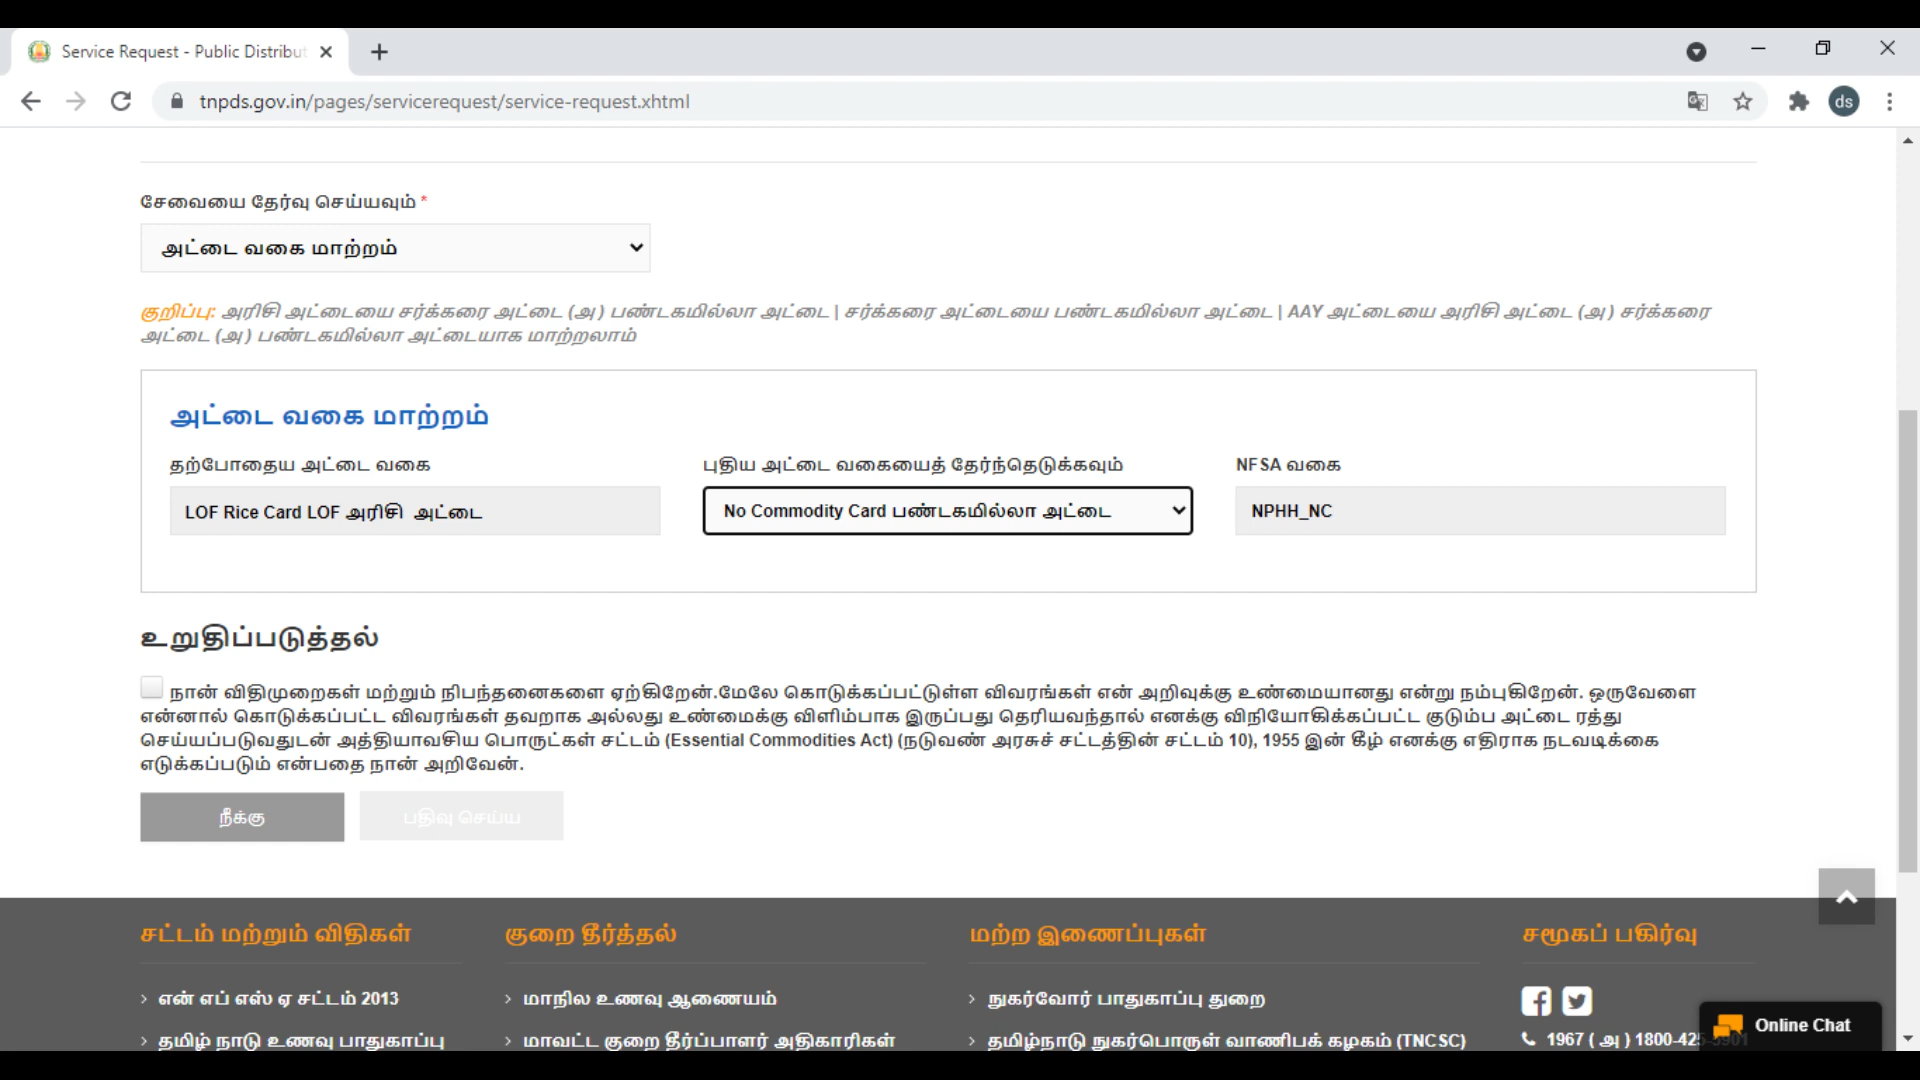 Service Request - Public Distribut
tnpds.gov.in/pages/servicerequest/service-request.xhtml
ds
சேவையை தேர்வு செய்யவும் *
அட்டை வகை மாற்றம்
குறிப்பு: அரிசி அட்டையை சர்க்கரை அட்டை (அ) பண்டகமில்லா அட்டை | சர்க்கரை அட்டையை பண்டகமில்லா அட்டை | AAY அட்டையை அரிசி அட்டை (அ) சர்க்கரை
அட்டை (அ) பண்டகமில்லா அட்டையாக மாற்றலாம்
அட்டை வகை மாற்றம்
தற்போதைய அட்டை வகை புதிய அட்டை வகையைத் தேர்ந்தெடுக்கவும் NFSA வகை
LOF Rice Card LOF அரிசி அட்டை No Commodity Card பண்டகமில்லா அட்டை NPHH_NC
உறுதிப்படுத்தல்
நான் விதிமுறைகள் மற்றும் நிபந்தனைகளை ஏற்கிறேன்.மேலே கொடுக்கப்பட்டுள்ள விவரங்கள் என் அறிவுக்கு உண்மையானது என்று நம்புகிறேன். ஒருவேளை
என்னால் கொடுக்கப்பட்ட விவரங்கள் தவறாக அல்லது உண்மைக்கு விளிம்பாக இருப்பது தெரியவந்தால் எனக்கு விநியோகிக்கப்பட்ட குடும்ப அட்டை ரத்து
செய்யப்படுவதுடன் அத்தியாவசிய பொருட்கள் சட்டம் (Essential Commodities Act) (நடுவண் அரசுச் சட்டத்தின் சட்டம் 10), 1955 இன் கீழ் எனக்கு எதிராக நடவடிக்கை
எடுக்கப்படும் என்பதை நான் அறிவேன்.
நீக்கு பதிவு செய்ய
சட்டம் மற்றும் விதிகள் குறை தீர்த்தல் மற்ற இணைப்புகள் சமூகப் பகிர்வு
› என் எப் எஸ் ஏ சட்டம் 2013 › மாநில உணவு ஆணையம் › நுகர்வோர் பாதுகாப்பு துறை
› தமிழ் நாடு உணவு பாதுகாப்பு › மாவட்ட குறை தீர்ப்பாளர் அதிகாரிகள் › தமிழ்நாடு நுகர்பொருள் வாணிபக் கழகம் (TNCSC) 1967 ( அ ) 1800-425-5901
Online Chat